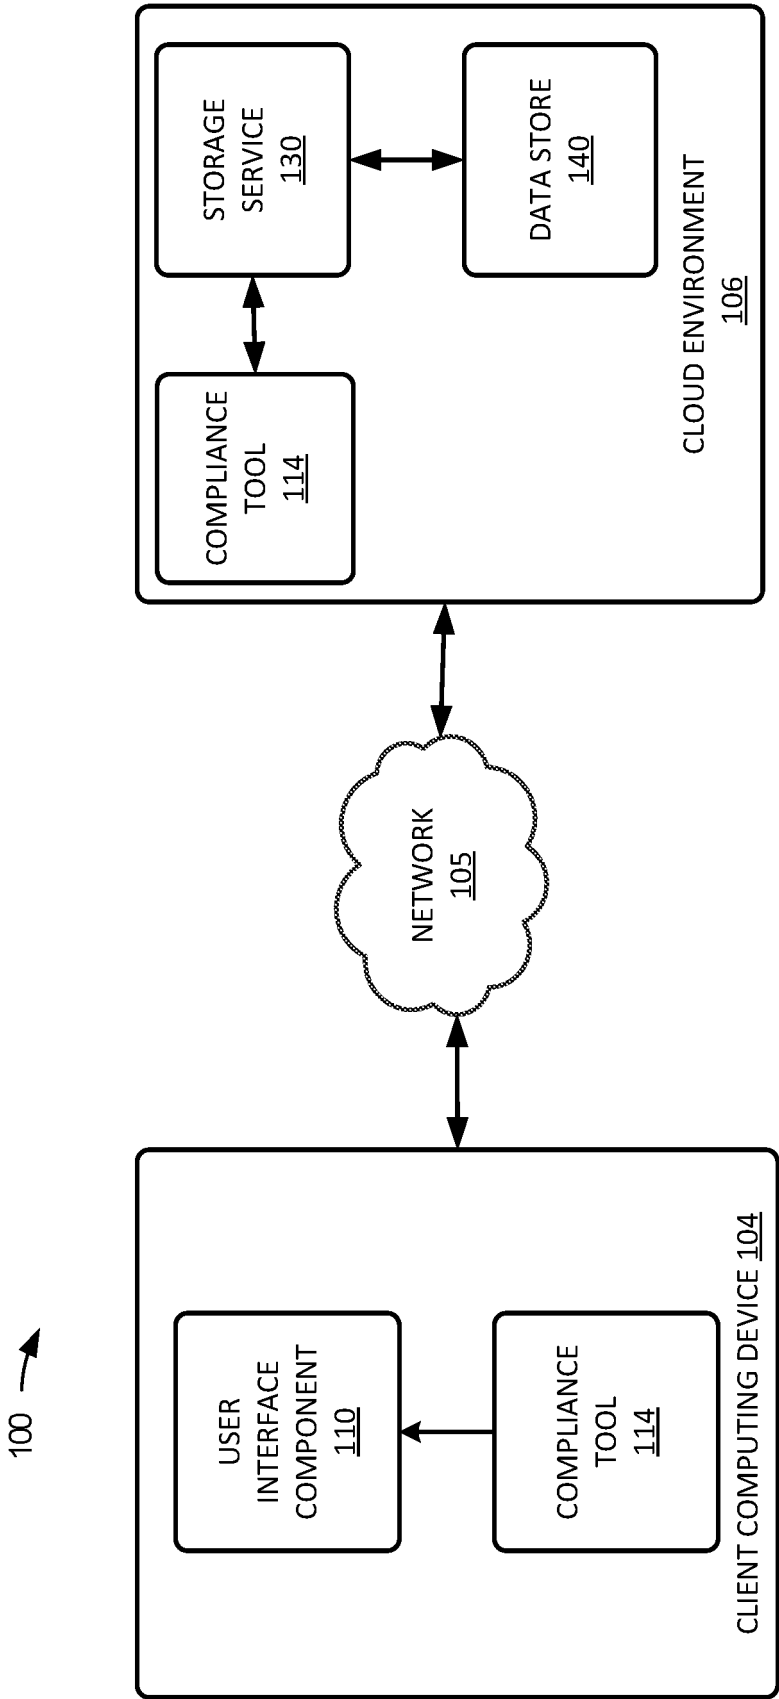 100
USER
INTERFACE
COMPONENT
110
COMPLIANCE
TOOL
114
CLIENT COMPUTING DEVICE 104
NETWORK
105
COMPLIANCE
TOOL
114
STORAGE
SERVICE
130
DATA STORE
140
CLOUD ENVIRONMENT
106